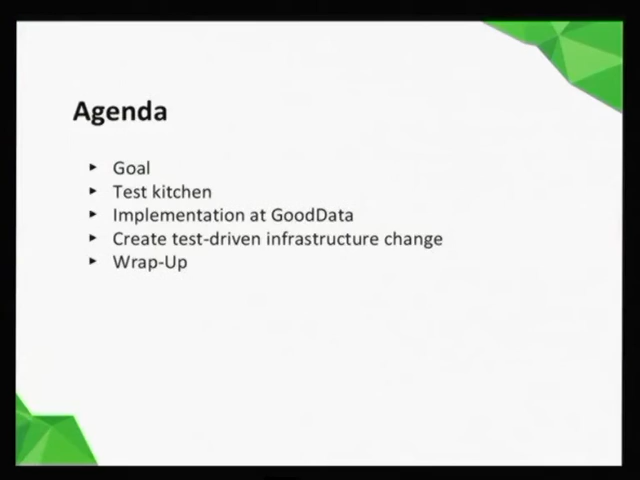 Agenda
Goal
Test kitchen
Implementation at GoodData
Create test-driven infrastructure change
Wrap-Up